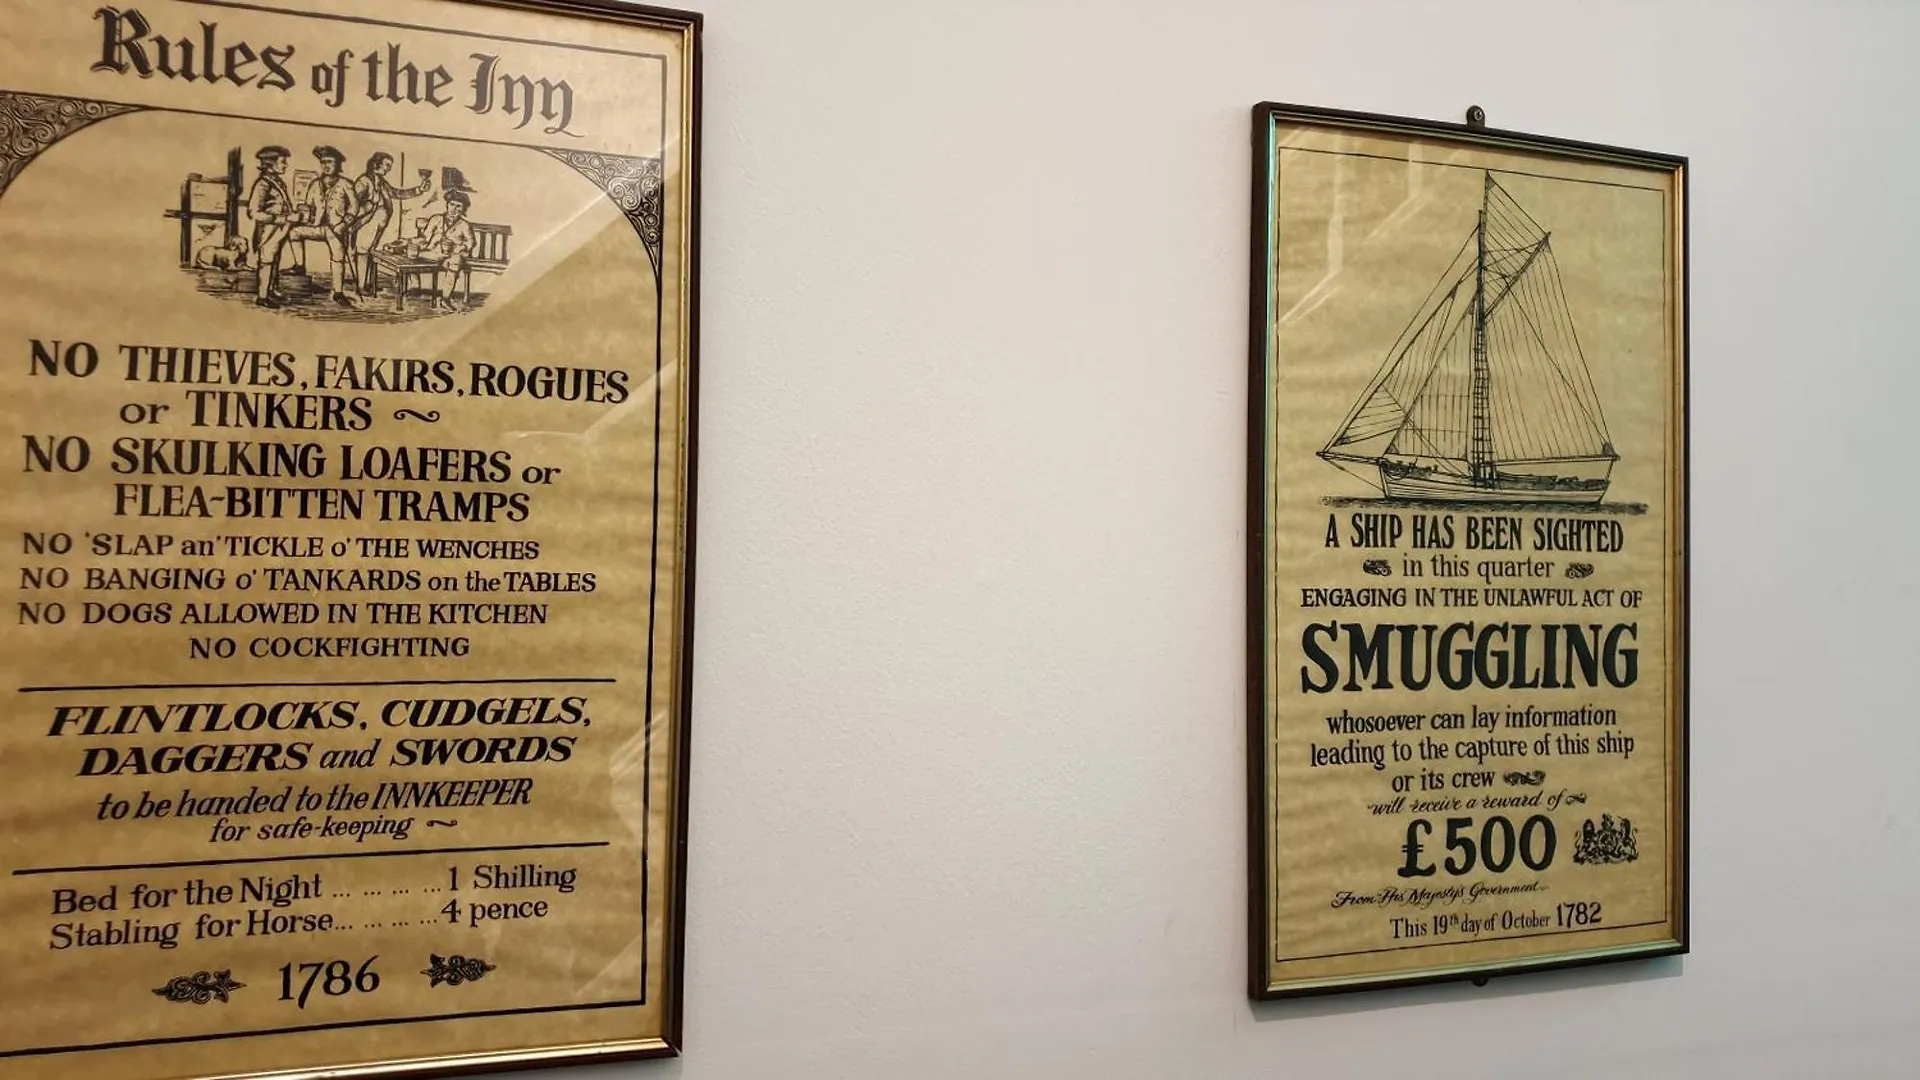 Rules of the Inn
NO THIEVES, FAKIRS, ROGUES
or TINKERS ~
NO SKULKING LOAFERS or
FLEA-BITTEN TRAMPS
NO 'SLAP an' TICKLE o' THE WENCHES
NO BANGING o' TANKARDS on the TABLES
NO DOGS ALLOWED IN THE KITCHEN
NO COCKFIGHTING
FLINTLOCKS, CUDGELS,
DAGGERS and SWORDS
to be handed to the INNKEEPER
for safe-keeping ~
Bed for the Night ... ... ... ...1 Shilling
Stabling for Horse... ... ... ...4 pence
1786
A SHIP HAS BEEN SIGHTED
in this quarter
ENGAGING IN THE UNLAWFUL ACT OF
SMUGGLING
whosoever can lay information
leading to the capture of this ship
or its crew
will receive a reward of
£500
From His Majesty's Government
This 19th day of October 1782